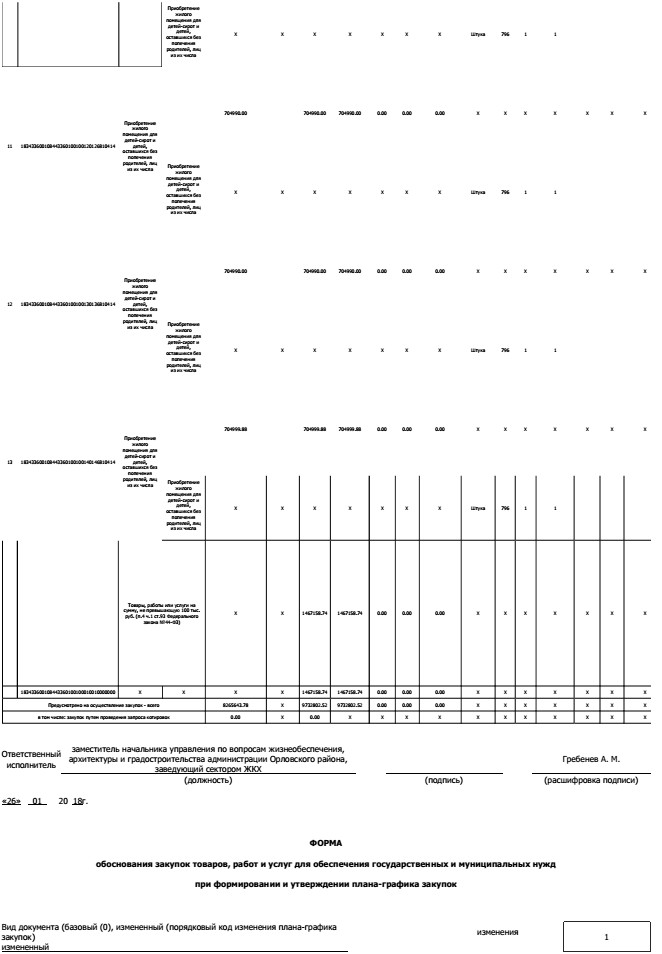 Приобретение
жилого
помещения для
детей-сирот и
детей,
оставшихся без
попечения
родителей, лиц
из их числа
X X X X X X X Штука 796 1 1
704990.00 704990.00 704990.00 0.00 0.00 0.00 X X X X X X X
11
Приобретение
жилого
помещения для
детей-сирот и
детей,
оставшихся без
попечения
родителей, лиц
из их числа
Приобретение
жилого
помещения для
детей-сирот и
детей,
оставшихся без
попечения
родителей, лиц
из их числа
X X X X X X X Штука 796 1 1
704990.00 704990.00 704990.00 0.00 0.00 0.00 X X X X X X X
12
Приобретение
жилого
помещения для
детей-сирот и
детей,
оставшихся без
попечения
родителей, лиц
из их числа
Приобретение
жилого
помещения для
детей-сирот и
детей,
оставшихся без
попечения
родителей, лиц
из их числа
X X X X X X X Штука 796 1 1
704999.88 704999.88 704999.88 0.00 0.00 0.00 X X X X X X X
13
Приобретение
жилого
помещения для
детей-сирот и
детей,
оставшихся без
попечения
родителей, лиц
из их числа
Приобретение
жилого
помещения для
детей-сирот и
детей,
оставшихся без
попечения
родителей, лиц
из их числа
X X X X X X X Штука 796 1 1
Товары, работы или услуги на
сумму, не превышающую 100 тыс.
руб. (п.4 ч.1 ст.93 Федерального
закона №44-ФЗ)
X X 1467158.74 1467158.74 0.00 0.00 0.00 X X X X X X X
X X X X 1467158.74 1467158.74 0.00 0.00 0.00 X X X X X X X
Предусмотрено на осуществление закупок - всего 8265643.78 X 9732802.52 9732802.52 0.00 0.00 0.00 X X X X X X X
в том числе: закупок путем проведения запроса котировок 0.00 X 0.00 X X X X X X X X X X X
Ответственный
исполнитель
заместитель начальника управления по вопросам жизнеобеспечения,
архитектуры и градостроительства администрации Орловского района,
заведующий сектором ЖКХ
Гребенев А. М.
(должность) (подпись) (расшифровка подписи)
«26» 01 20 18г.
ФОРМА
обоснования закупок товаров, работ и услуг для обеспечения государственных и муниципальных нужд
при формировании и утверждении плана-графика закупок
Вид документа (базовый (0), измененный (порядковый код изменения плана-графика
закупок)
измененный
изменения 1